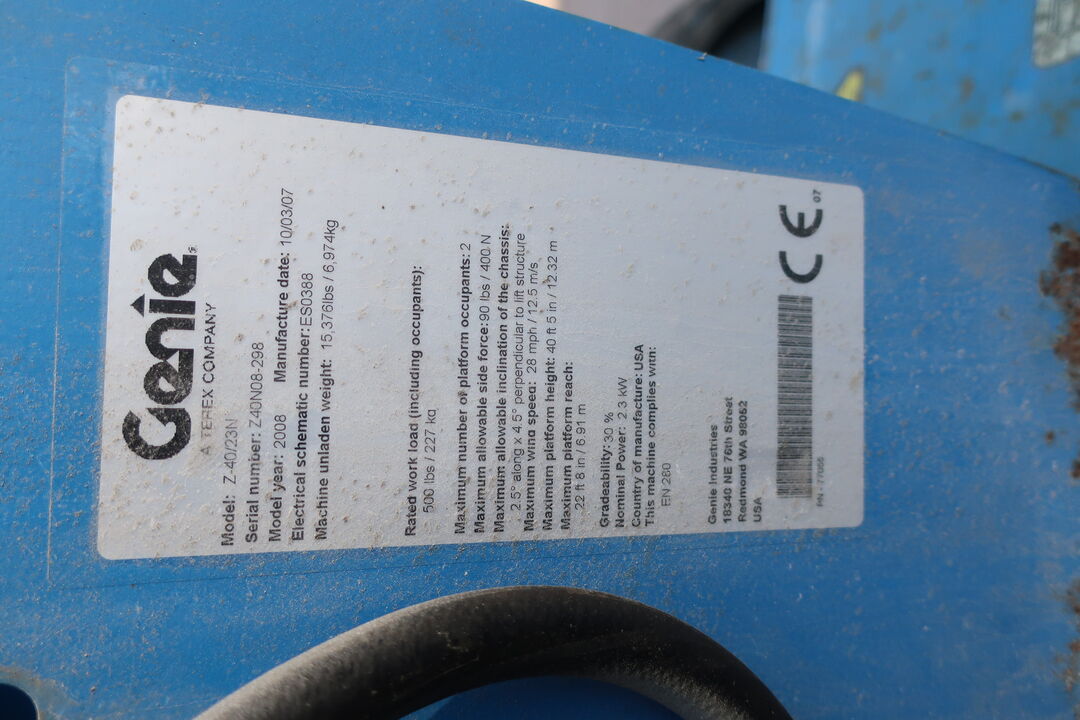 Genie
A TEREX COMPANY
Model: Z-40/23N
Serial number: Z40N08-298
Model year: 2008 Manufacture date: 10/03/07
Electrical schematic number: ES0388
Machine unladen weight: 15,376lbs / 6,974kg
Rated work load (including occupants):
500 lbs / 227 kg
Maximum number of platform occupants: 2
Maximum allowable side force: 90 lbs / 400 N
Maximum allowable inclination of the chassis:
2.5° along x 4.5° perpendicular to lift structure
Maximum wind speed: 28 mph / 12.5 m/s
Maximum platform height: 40 ft 5 in / 12.32 m
Maximum platform reach:
22 ft 8 in / 6.91 m
Gradeability: 30 %
Nominal Power: 2.3 kW
Country of manufacture: USA
This machine complies with:
EN 280
Genie Industries
18340 NE 76th Street
Redmond WA 98052
USA
PN - 77055
CE 07